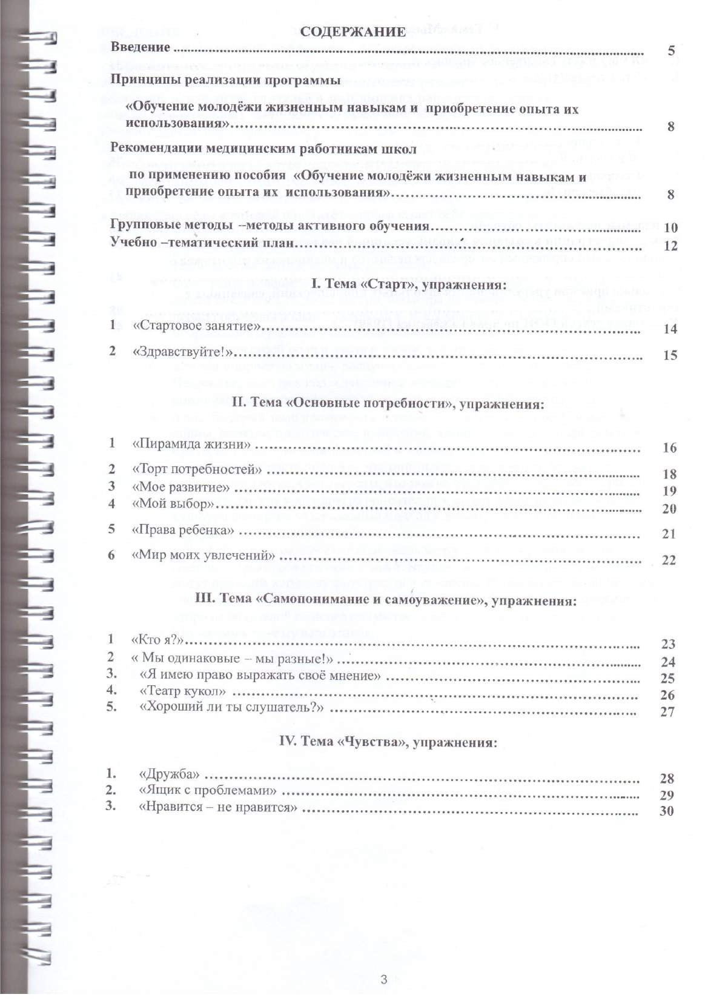 СОДЕРЖАНИЕ
Введение ........ 5
Принципы реализации программы
«Обучение молодёжи жизненным навыкам и приобретение опыта их
использования»........ 8
Рекомендации медицинским работникам школ
по применению пособия «Обучение молодёжи жизненным навыкам и
приобретение опыта их использования»........ 8
Групповые методы –методы активного обучения........ 10
Учебно –тематический план........ 12
I. Тема «Старт», упражнения:
1 «Стартовое занятие»........ 14
2 «Здравствуйте!»........ 15
II. Тема «Основные потребности», упражнения:
1 «Пирамида жизни» ........ 16
2 «Торт потребностей» ........ 18
3 «Мое развитие» ........ 19
4 «Мой выбор»........ 20
5 «Права ребенка» ........ 21
6 «Мир моих увлечений» ........ 22
III. Тема «Самопонимание и самоуважение», упражнения:
1 «Кто я?»........ 23
2 « Мы одинаковые – мы разные!» ........ 24
3. «Я имею право выражать своё мнение» ........ 25
4. «Театр кукол» ........ 26
5. «Хороший ли ты слушатель?» ........ 27
IV. Тема «Чувства», упражнения:
1. «Дружба» ........ 28
2. «Ящик с проблемами» ........ 29
3. «Нравится – не нравится» ........ 30
3